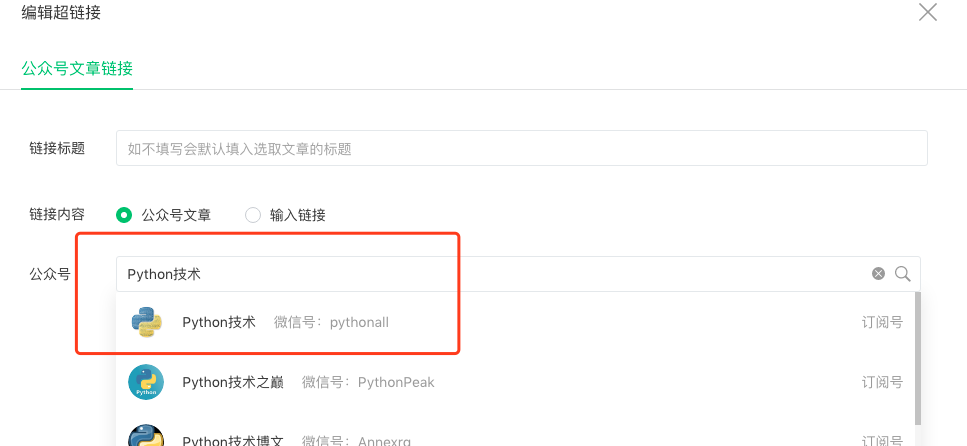 编辑超链接
公众号文章链接
链接标题 如不填写会默认填入选取文章的标题
链接内容 公众号文章 输入链接
公众号 Python技术
Python技术 微信号：pythonall 订阅号
Python
Python技术之巅 微信号：PythonPeak 订阅号
Python技术博文 微信号：Annexrq 订阅号